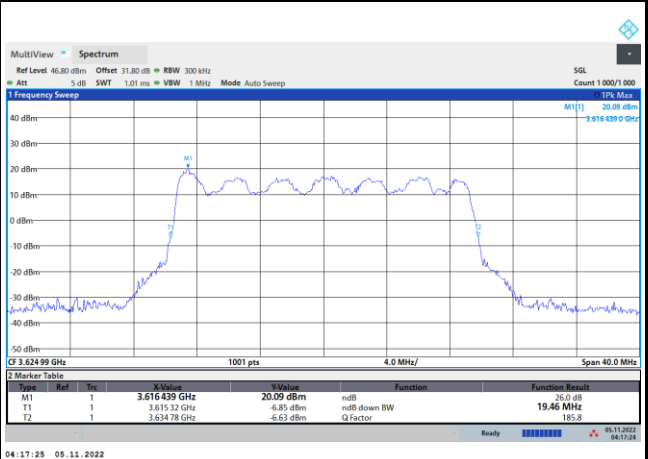 MultiView Spectrum
Ref Level 46.80 dBm Offset 31.80 dB RBW 300 kHz SGL
Att 5 dB SWT 1.01 ms VBW 1 MHz Mode Auto Sweep Count 1 000/1 000
1 Frequency Sweep 1Pk Max
M1[1] 20.09 dBm
3.616 439 0 GHz
40 dBm
30 dBm
M1
20 dBm
10 dBm
0 dBm
T1 T2
-10 dBm
-20 dBm
-30 dBm
-40 dBm
-50 dBm
CF 3.624 99 GHz 1001 pts 4.0 MHz/ Span 40.0 MHz
2 Marker Table
Type Ref Trc X-Value Y-Value Function Function Result
M1 1 3.616 439 GHz 20.09 dBm ndB 26.0 dB
T1 1 3.615 32 GHz -6.85 dBm ndB down BW 19.46 MHz
T2 1 3.634 78 GHz -6.63 dBm Q Factor 185.8
Ready 05.11.2022
04:17:24
04:17:25 05.11.2022